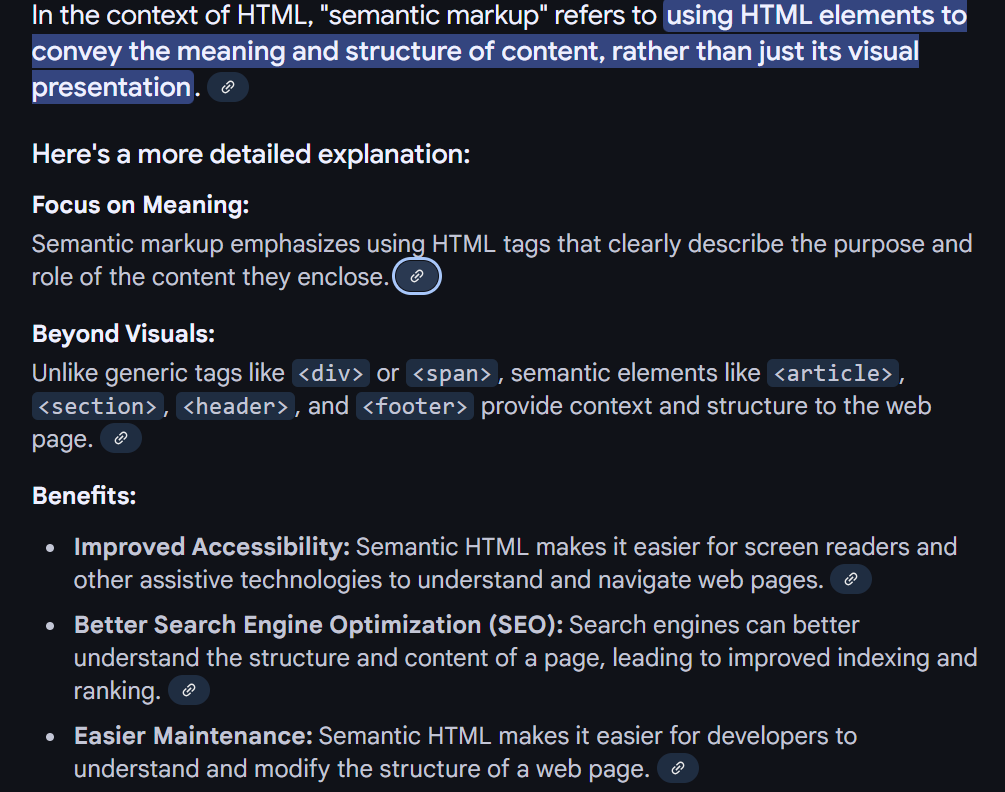 In the context of HTML, "semantic markup" refers to using HTML elements to
convey the meaning and structure of content, rather than just its visual
presentation.
Here's a more detailed explanation:
Focus on Meaning:
Semantic markup emphasizes using HTML tags that clearly describe the purpose and
role of the content they enclose.
Beyond Visuals:
Unlike generic tags like <div> or <span>, semantic elements like <article>,
<section>, <header>, and <footer> provide context and structure to the web
page.
Benefits:
• Improved Accessibility: Semantic HTML makes it easier for screen readers and
other assistive technologies to understand and navigate web pages.
• Better Search Engine Optimization (SEO): Search engines can better
understand the structure and content of a page, leading to improved indexing and
ranking.
• Easier Maintenance: Semantic HTML makes it easier for developers to
understand and modify the structure of a web page.